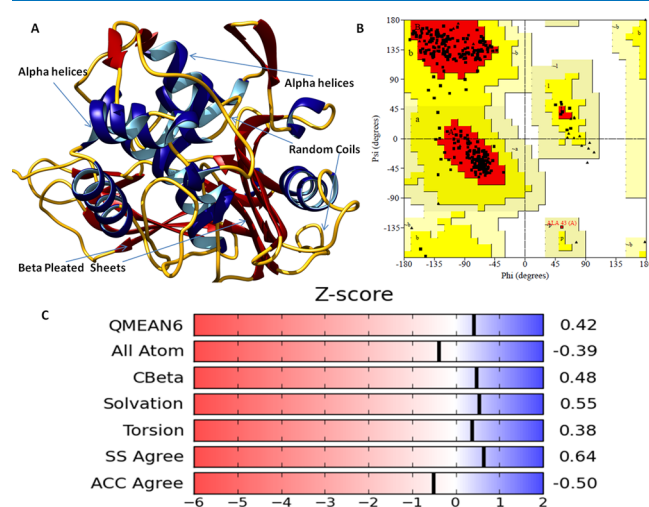 A
B
Alpha helices
Alpha helices
Random Coils
Beta Pleated Sheets
180
135
90
45
0
-45
-90
-135
Psi (degrees)
b
a
-180 -135 -90 -45 0 45 90 135 180
Phi (degrees)
C
Z-score
QMEAN6 0.42
All Atom -0.39
CBeta 0.48
Solvation 0.55
Torsion 0.38
SS Agree 0.64
ACC Agree -0.50
−6 −5 −4 −3 −2 −1 0 1 2